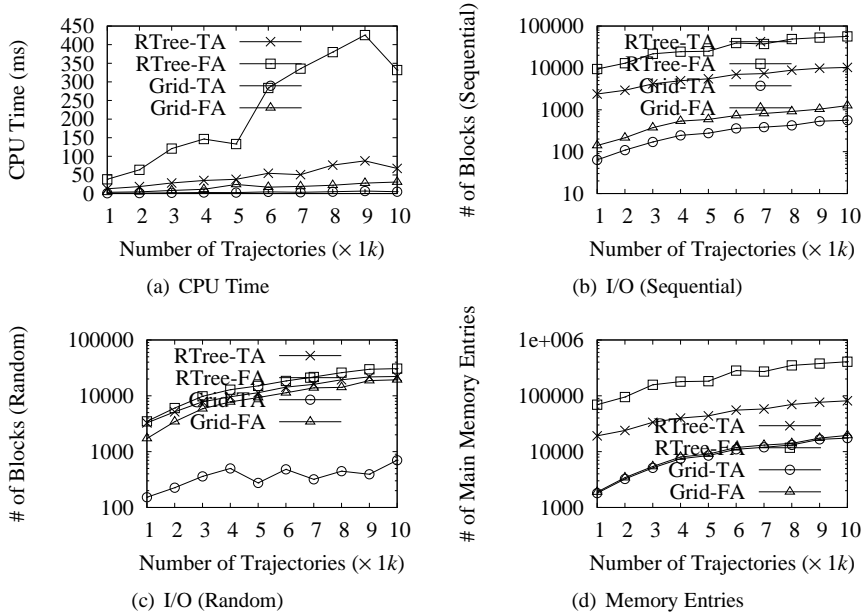 CPU Time (ms)
450
400
350
300
250
200
150
100
50
0
RTree-TA
RTree-FA
Grid-TA
Grid-FA
1 2 3 4 5 6 7 8 9 10
Number of Trajectories (× 1k)
(a) CPU Time
# of Blocks (Sequential)
100000
10000
1000
100
10
RTree-TA
RTree-FA
Grid-TA
Grid-FA
1 2 3 4 5 6 7 8 9 10
Number of Trajectories (× 1k)
(b) I/O (Sequential)
# of Blocks (Random)
100000
10000
1000
100
RTree-TA
RTree-FA
Grid-TA
Grid-FA
1 2 3 4 5 6 7 8 9 10
Number of Trajectories (× 1k)
(c) I/O (Random)
# of Main Memory Entries
1e+006
100000
10000
1000
RTree-TA
RTree-FA
Grid-TA
Grid-FA
1 2 3 4 5 6 7 8 9 10
Number of Trajectories (× 1k)
(d) Memory Entries